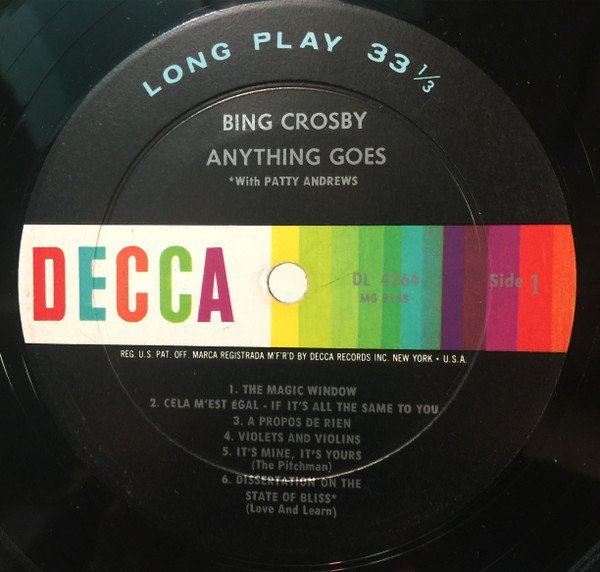 LONG PLAY 33 1/3
BING CROSBY
ANYTHING GOES
*With PATTY ANDREWS
DECCA
DL 4264
Side 1
REG. U.S. PAT. OFF. MARCA REGISTRADA M'F'R'D BY DECCA RECORDS INC. NEW YORK • U.S.A.
1. THE MAGIC WINDOW
2. CELA M'EST ÉGAL - IF IT'S ALL THE SAME TO YOU
3. A PROPOS DE RIEN
4. VIOLETS AND VIOLINS
5. IT'S MINE, IT'S YOURS
(The Pitchman)
6. DISSERTATION ON THE
STATE OF BLISS*
(Love And Learn)